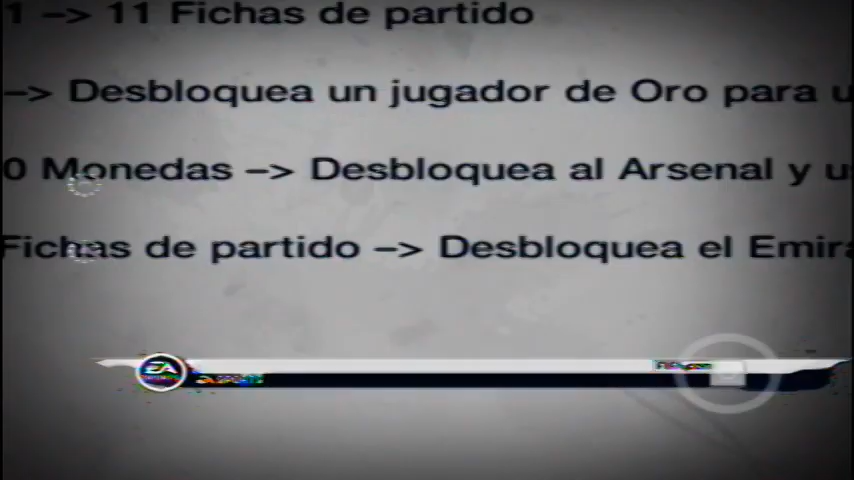 1 –> 11 Fichas de partido
–> Desbloquea un jugador de Oro para u
0 Monedas –> Desbloquea al Arsenal y u
Fichas de partido –> Desbloquea el Emira
EA